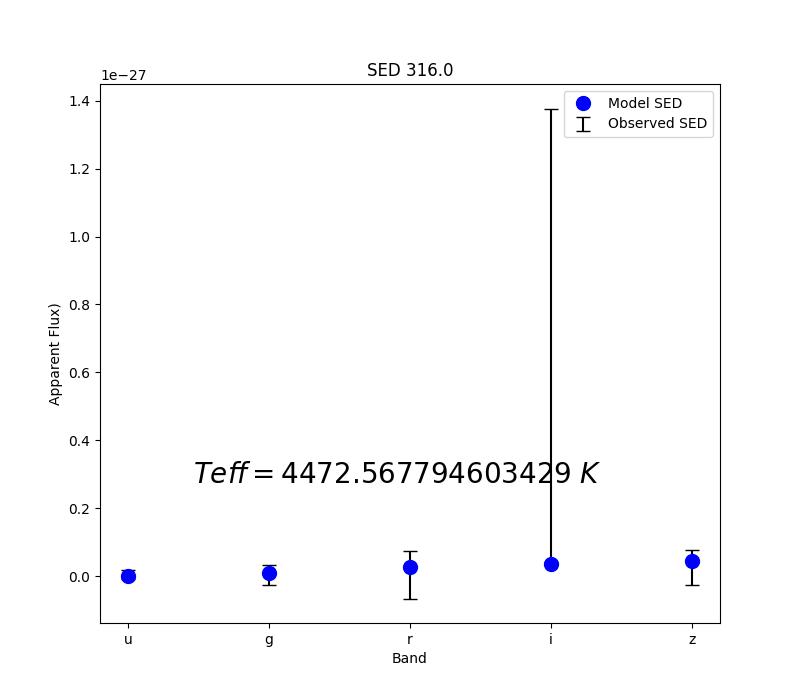 SED 316.0
1e−27
Model SED
Observed SED
1.4
1.2
1.0
0.8
0.6
0.4
0.2
0.0
Apparent Flux)
Teff = 4472.567794603429 K
u g r i z
Band